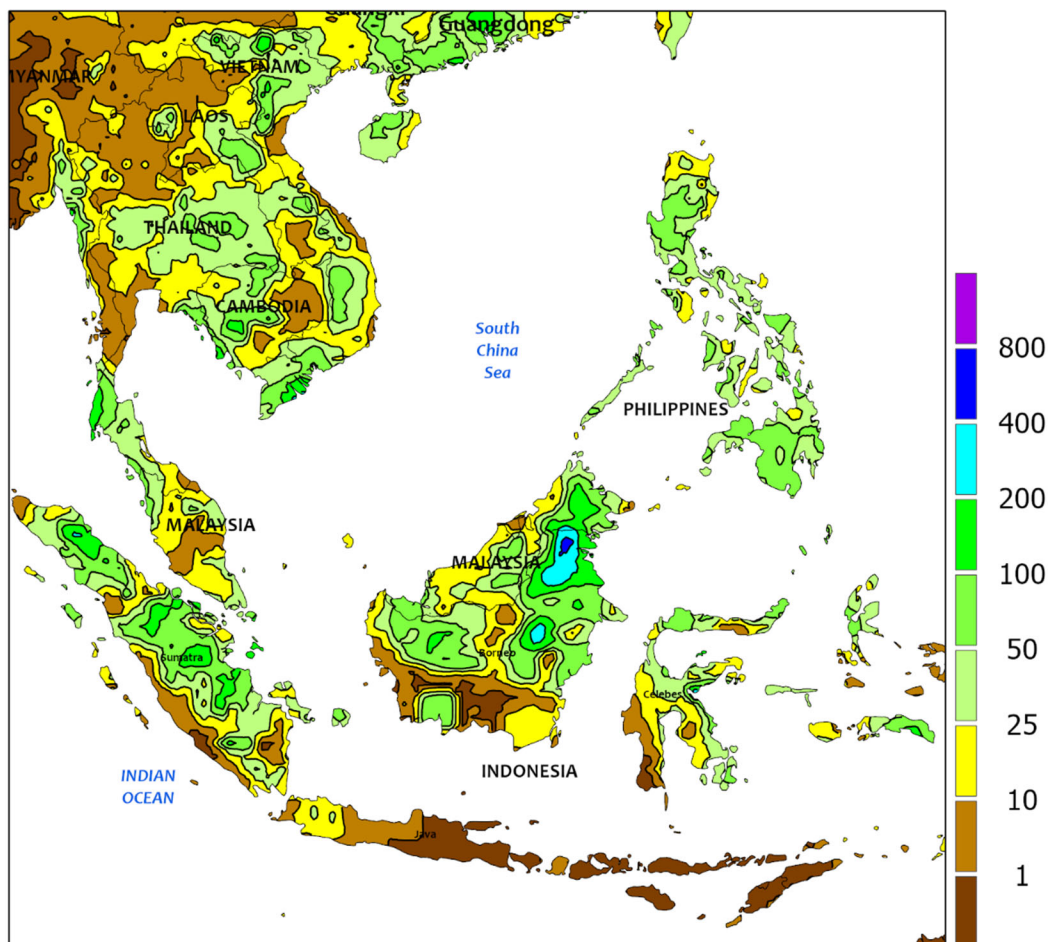 Guangdong
VIETNAM
LAOS
THAILAND
CAMBODIA
South
China
Sea
PHILIPPINES
MALAYSIA
MALAYSIA
Borneo
Sumatra
Celebes
INDIAN
OCEAN
INDONESIA
Java
800
400
200
100
50
25
10
1